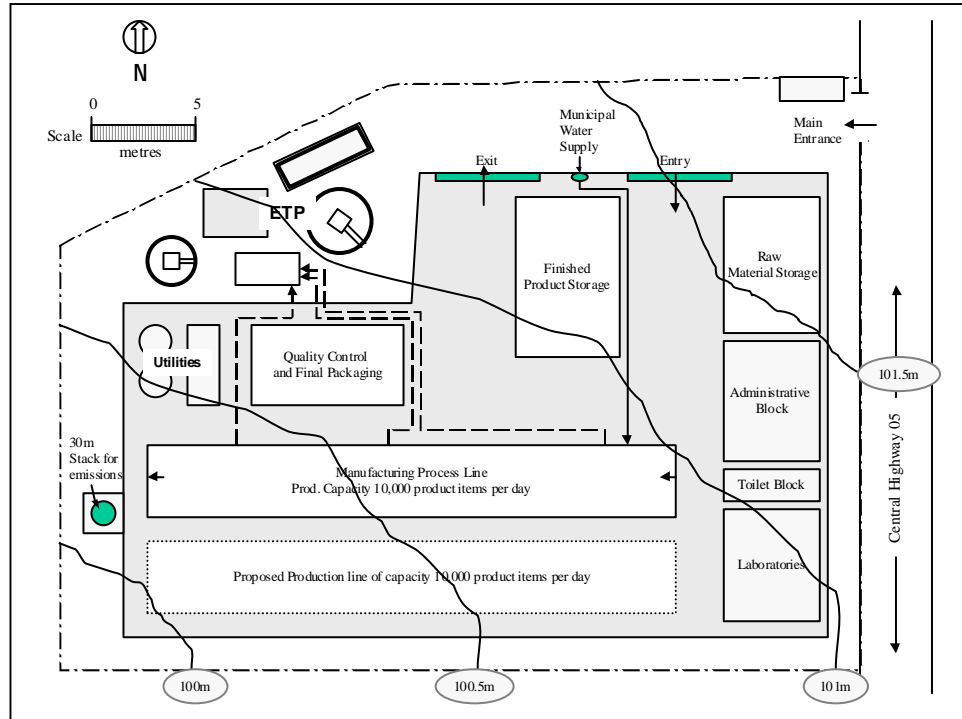 N
0 5
Scale
metres
Municipal
Water
Supply
Main
Entrance
Exit
Entry
ETP
Finished
Product Storage
Raw
Material Storage
Utilities
Quality Control
and Final Packaging
101.5m
Administrative
Block
Central Highway 05
30m
Stack for
emissions
Manufacturing Process Line
Prod. Capacity 10,000 product items per day
Toilet Block
Laboratories
Proposed Production line of capacity 10,000 product items per day
100m
100.5m
101m